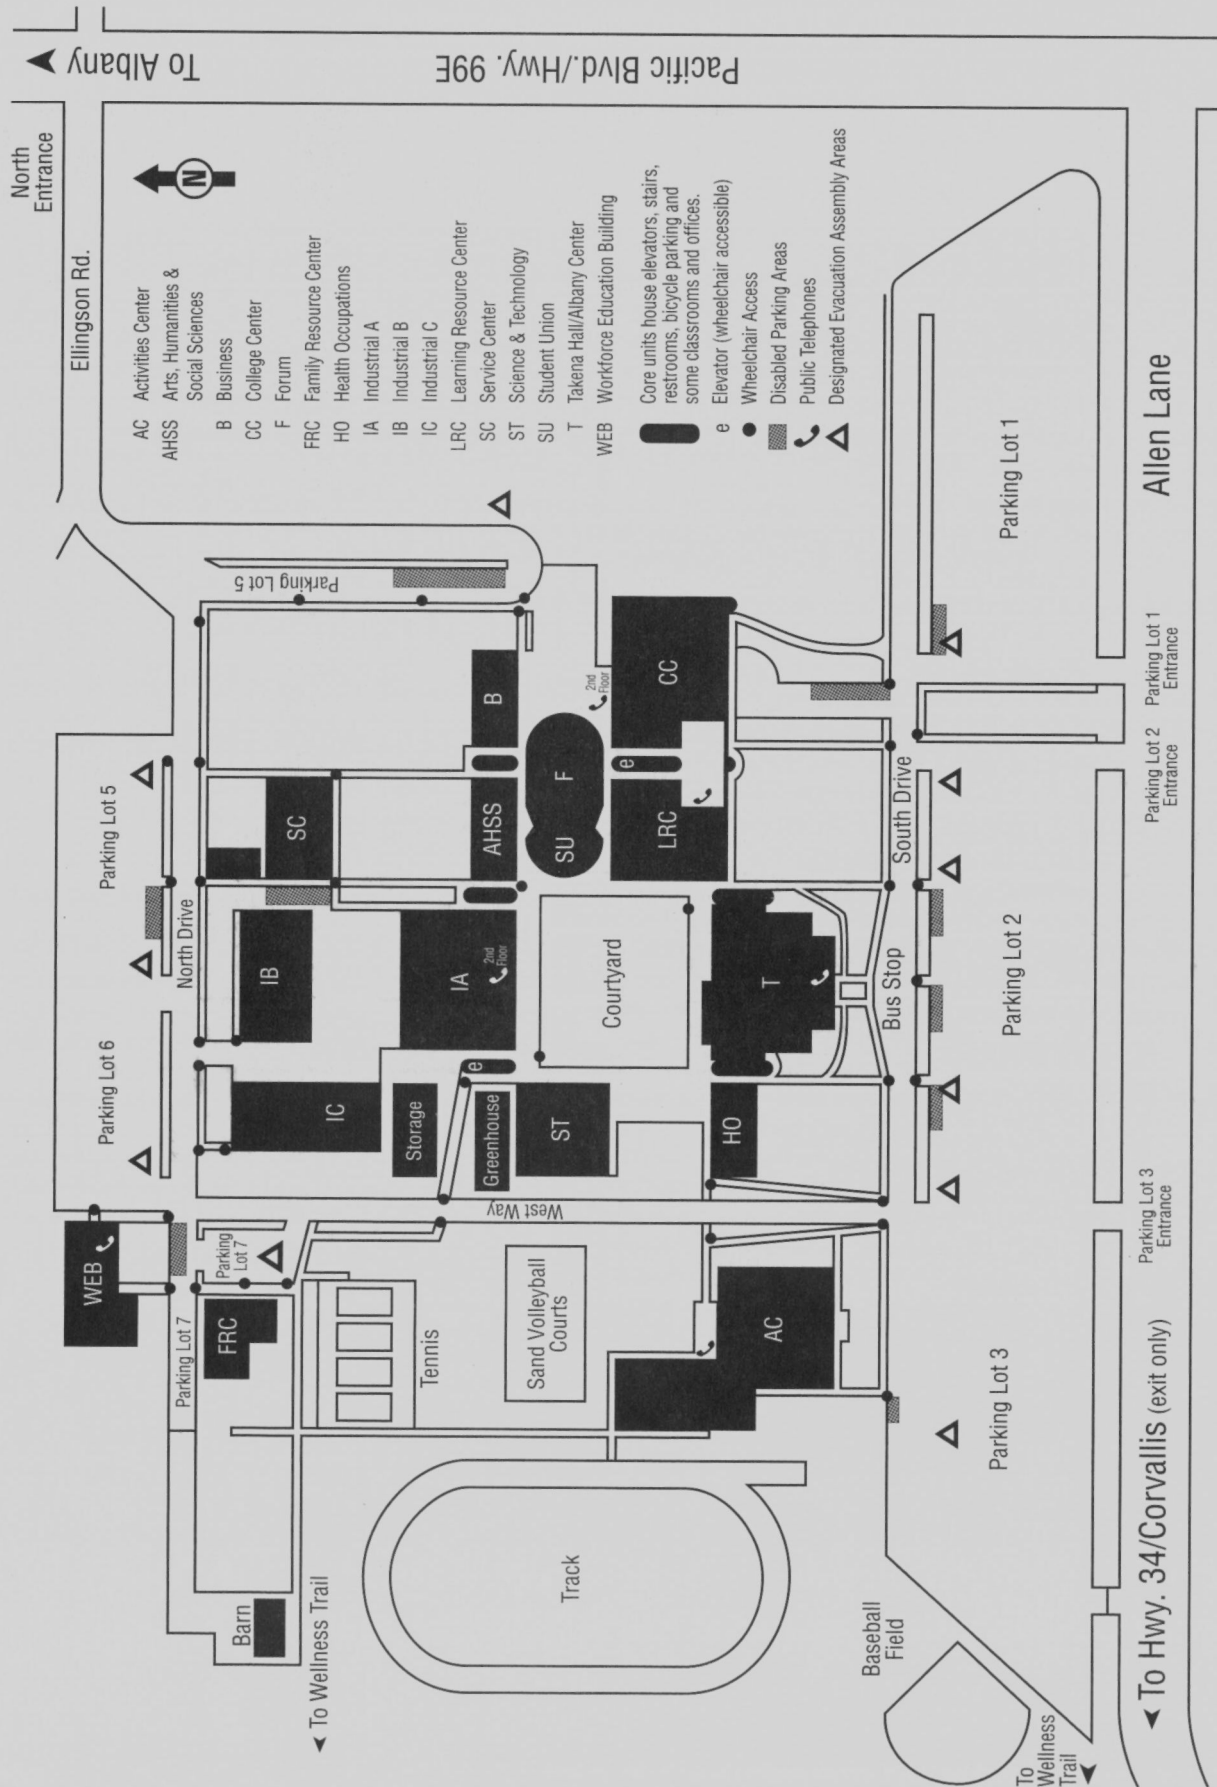 North
Entrance
To Albany
Pacific Blvd./Hwy. 99E
Ellingson Rd.
N
AC Activities Center
AHSS Arts, Humanities &
Social Sciences
B Business
CC College Center
F Forum
FRC Family Resource Center
HO Health Occupations
IA Industrial A
IB Industrial B
IC Industrial C
LRC Learning Resource Center
SC Service Center
ST Science & Technology
SU Student Union
T Takena Hall/Albany Center
WEB Workforce Education Building
Core units house elevators, stairs,
restrooms, bicycle parking and
some classrooms and offices.
e Elevator (wheelchair accessible)
Wheelchair Access
Disabled Parking Areas
Public Telephones
Designated Evacuation Assembly Areas
Parking Lot 5
Parking Lot 5
Parking Lot 6
North Drive
WEB
Parking Lot 7
Parking
Lot 7
FRC
Barn
To Wellness Trail
SC
IB
IC
B
AHSS
IA
2nd
Floor
Storage
e
Greenhouse
ST
West Way
Tennis
Sand Volleyball
Courts
Track
F
SU
2nd
Floor
CC
e
LRC
Courtyard
T
HO
AC
South Drive
Bus Stop
Parking Lot 1
Parking Lot 2
Parking Lot 3
Baseball
Field
To
Wellness
Trail
Parking Lot 1
Entrance
Parking Lot 2
Entrance
Parking Lot 3
Entrance
Allen Lane
To Hwy. 34/Corvallis (exit only)